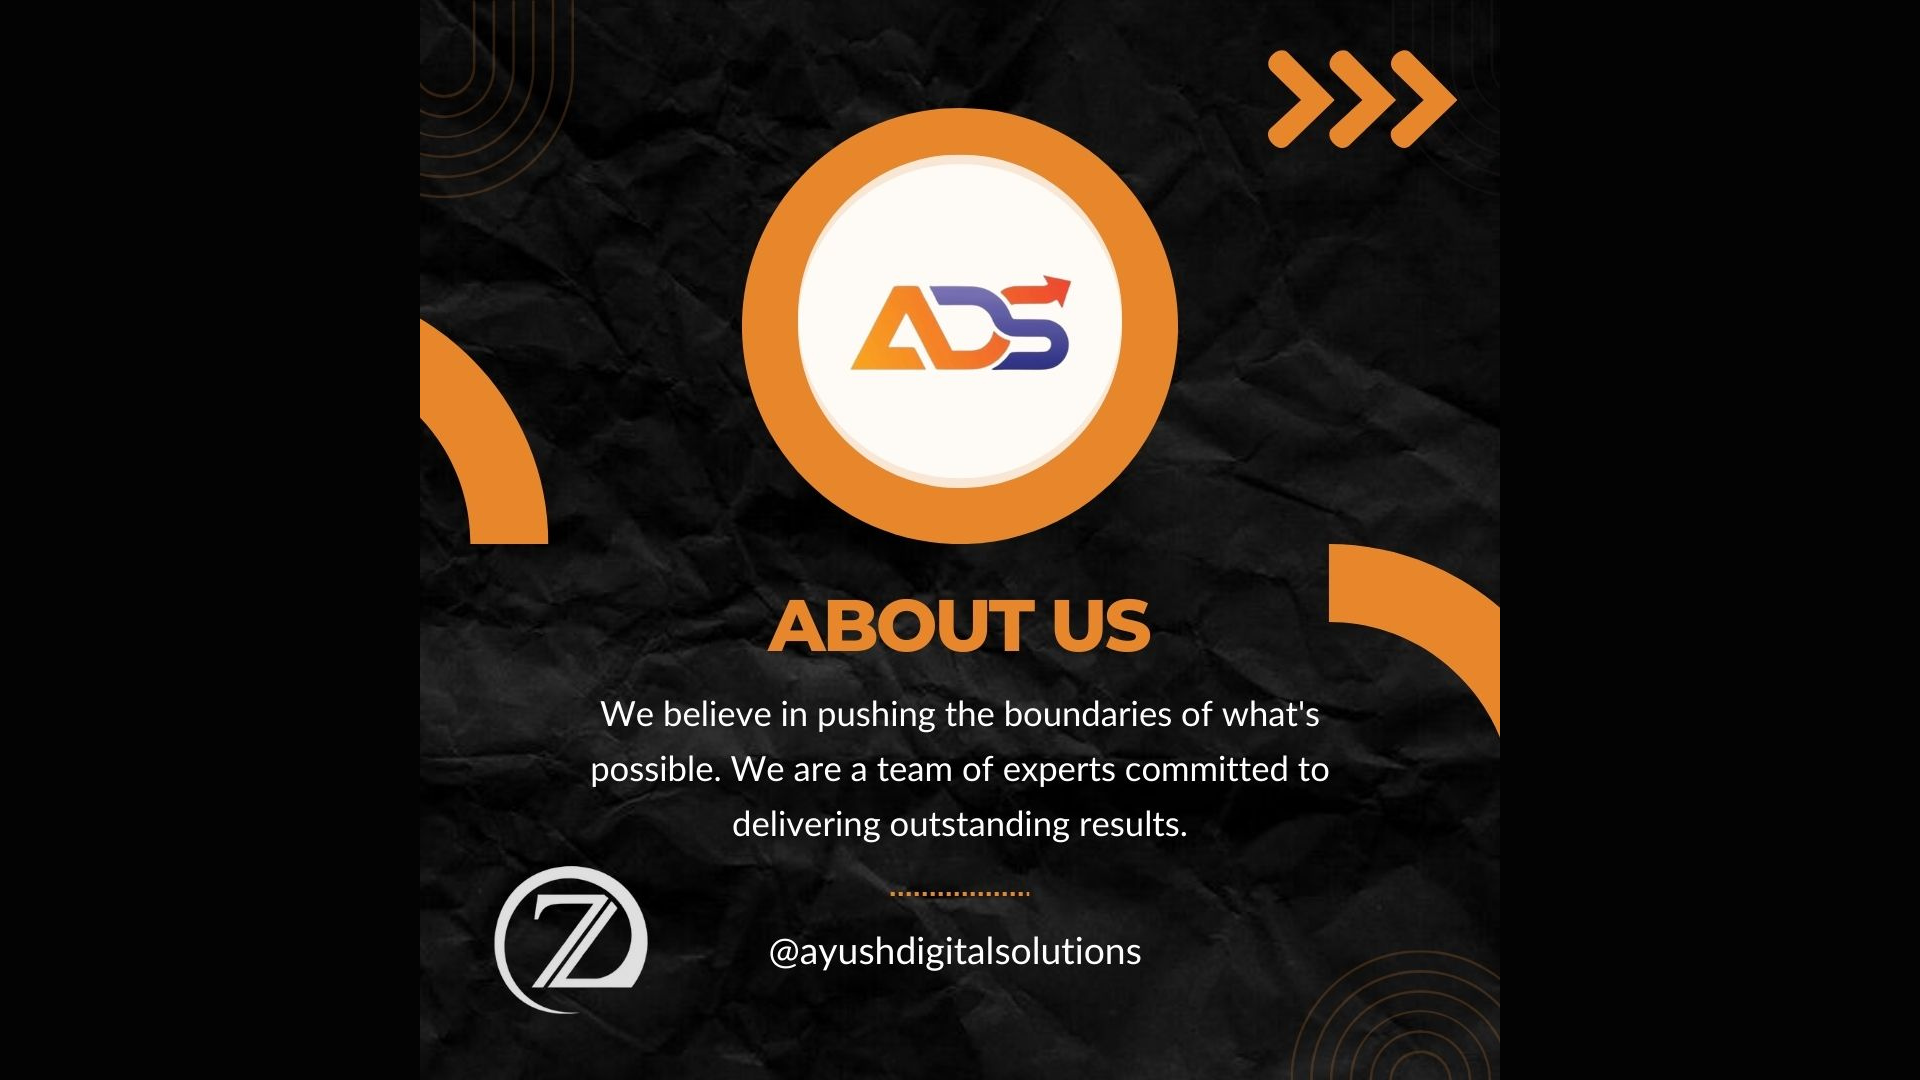 ADS
ABOUT US
We believe in pushing the boundaries of what's
possible. We are a team of experts committed to
delivering outstanding results.
Z
@ayushdigitalsolutions